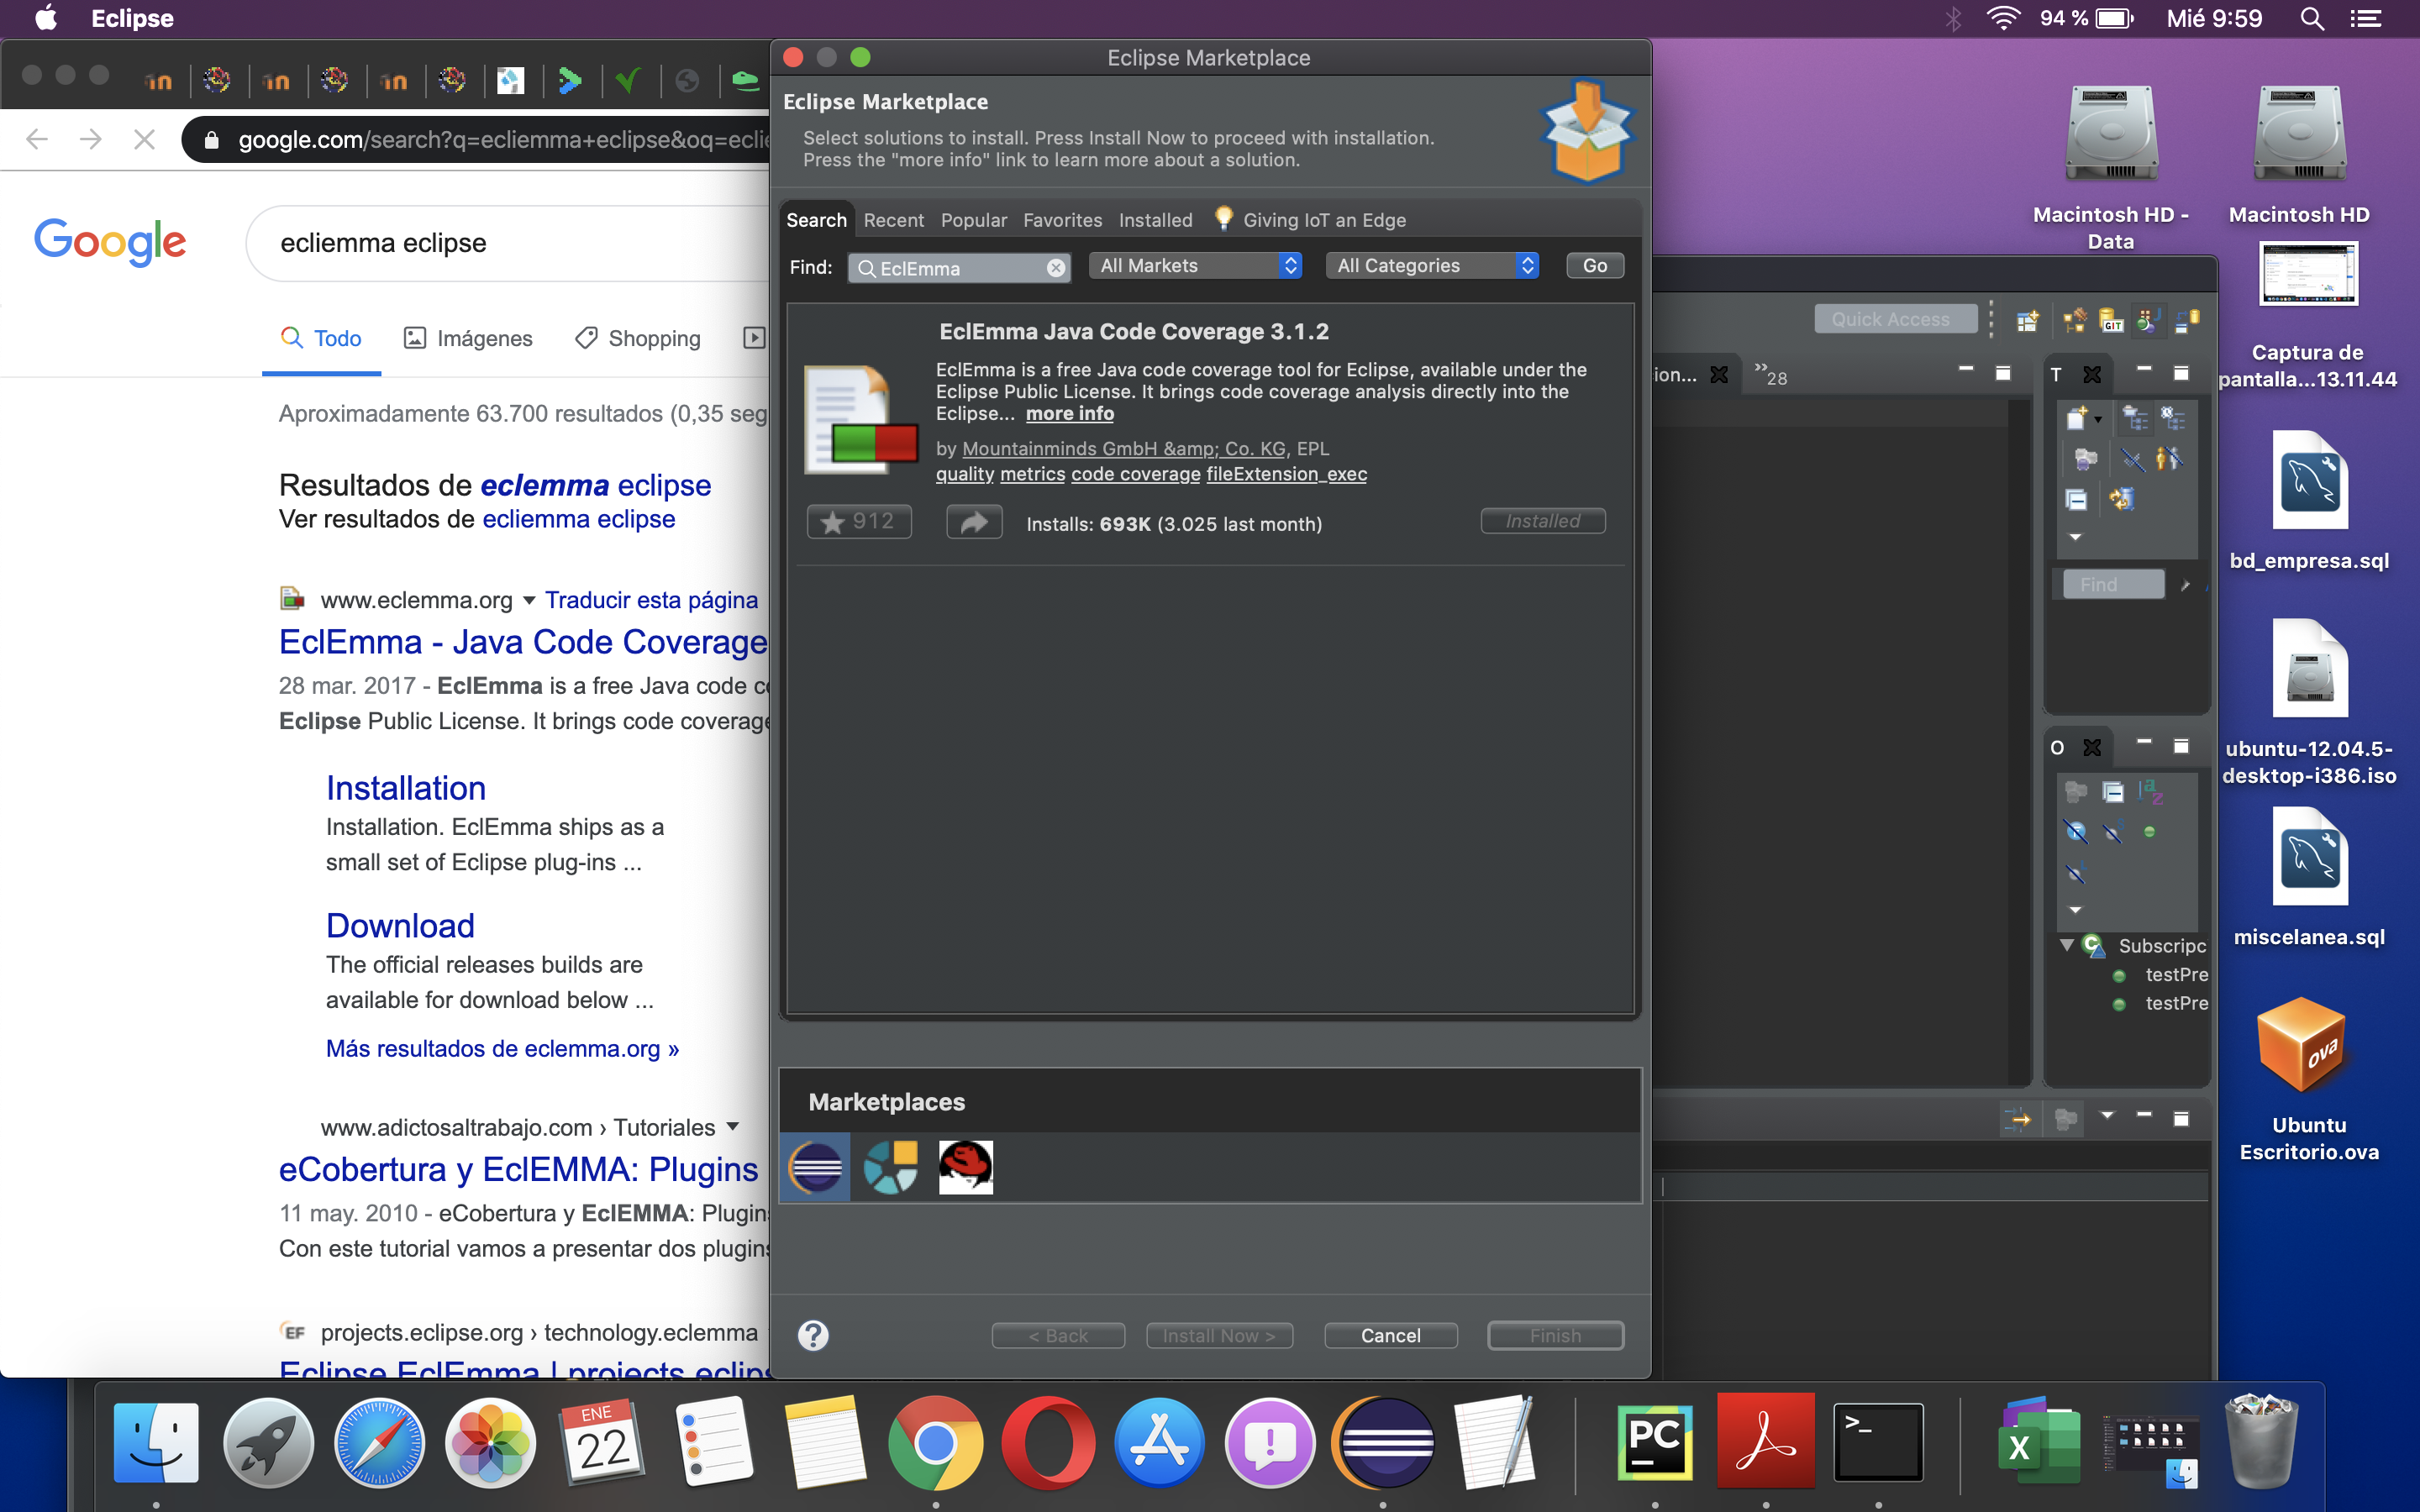 Eclipse
94 %
Mié 9:59
google.com/search?q=ecliemma+eclipse&oq=eclie
Google
ecliemma eclipse
Todo
Imágenes
Shopping
Aproximadamente 63.700 resultados (0,35 seg
Resultados de eclemma eclipse
Ver resultados de ecliemma eclipse
www.eclemma.org
Traducir esta página
EclEmma - Java Code Coverage
28 mar. 2017 - EclEmma is a free Java code c
Eclipse Public License. It brings code coverage
Installation
Installation. EclEmma ships as a
small set of Eclipse plug-ins ...
Download
The official releases builds are
available for download below ...
Más resultados de eclemma.org »
www.adictosaltrabajo.com › Tutoriales
eCobertura y EclEMMA: Plugins
11 may. 2010 - eCobertura y EclEMMA: Plugins
Con este tutorial vamos a presentar dos plugins
EF
projects.eclipse.org › technology.eclemma
Eclipse EclEmma | projects.eclips
Eclipse Marketplace
Eclipse Marketplace
Select solutions to install. Press Install Now to proceed with installation.
Press the "more info" link to learn more about a solution.
Search
Recent
Popular
Favorites
Installed
Giving IoT an Edge
Find:
EclEmma
All Markets
All Categories
Go
EclEmma Java Code Coverage 3.1.2
EclEmma is a free Java code coverage tool for Eclipse, available under the
Eclipse Public License. It brings code coverage analysis directly into the
Eclipse... more info
by Mountainminds GmbH &amp; Co. KG, EPL
quality metrics code coverage fileExtension_exec
912
Installs: 693K (3.025 last month)
Installed
Marketplaces
< Back
Install Now >
Cancel
Finish
Quick Access
GIT
ion...
28
T
Find
O
Subscripc
testPre
testPre
Macintosh HD -
Data
Macintosh HD
Captura de
pantalla...13.11.44
bd_empresa.sql
ubuntu-12.04.5-
desktop-i386.iso
miscelanea.sql
ova
Ubuntu
Escritorio.ova
ENE
22
PC
>_
X